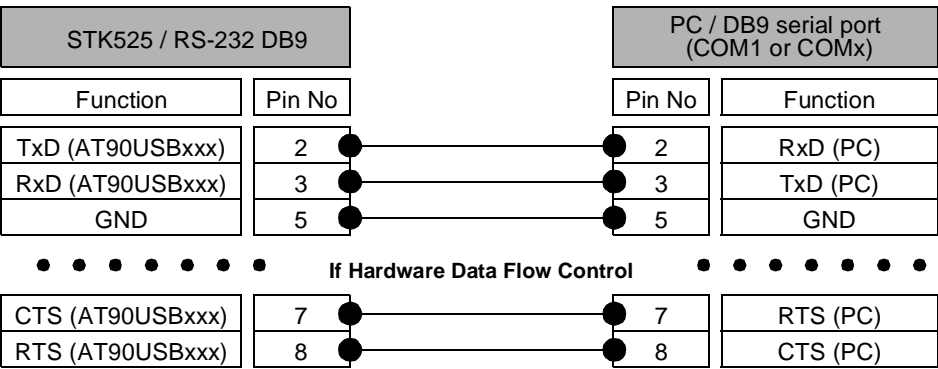 STK525 / RS-232 DB9
PC / DB9 serial port
(COM1 or COMx)
Function Pin No Pin No Function
TxD (AT90USBxxx) 2 2 RxD (PC)
RxD (AT90USBxxx) 3 3 TxD (PC)
GND 5 5 GND
If Hardware Data Flow Control
CTS (AT90USBxxx) 7 7 RTS (PC)
RTS (AT90USBxxx) 8 8 CTS (PC)